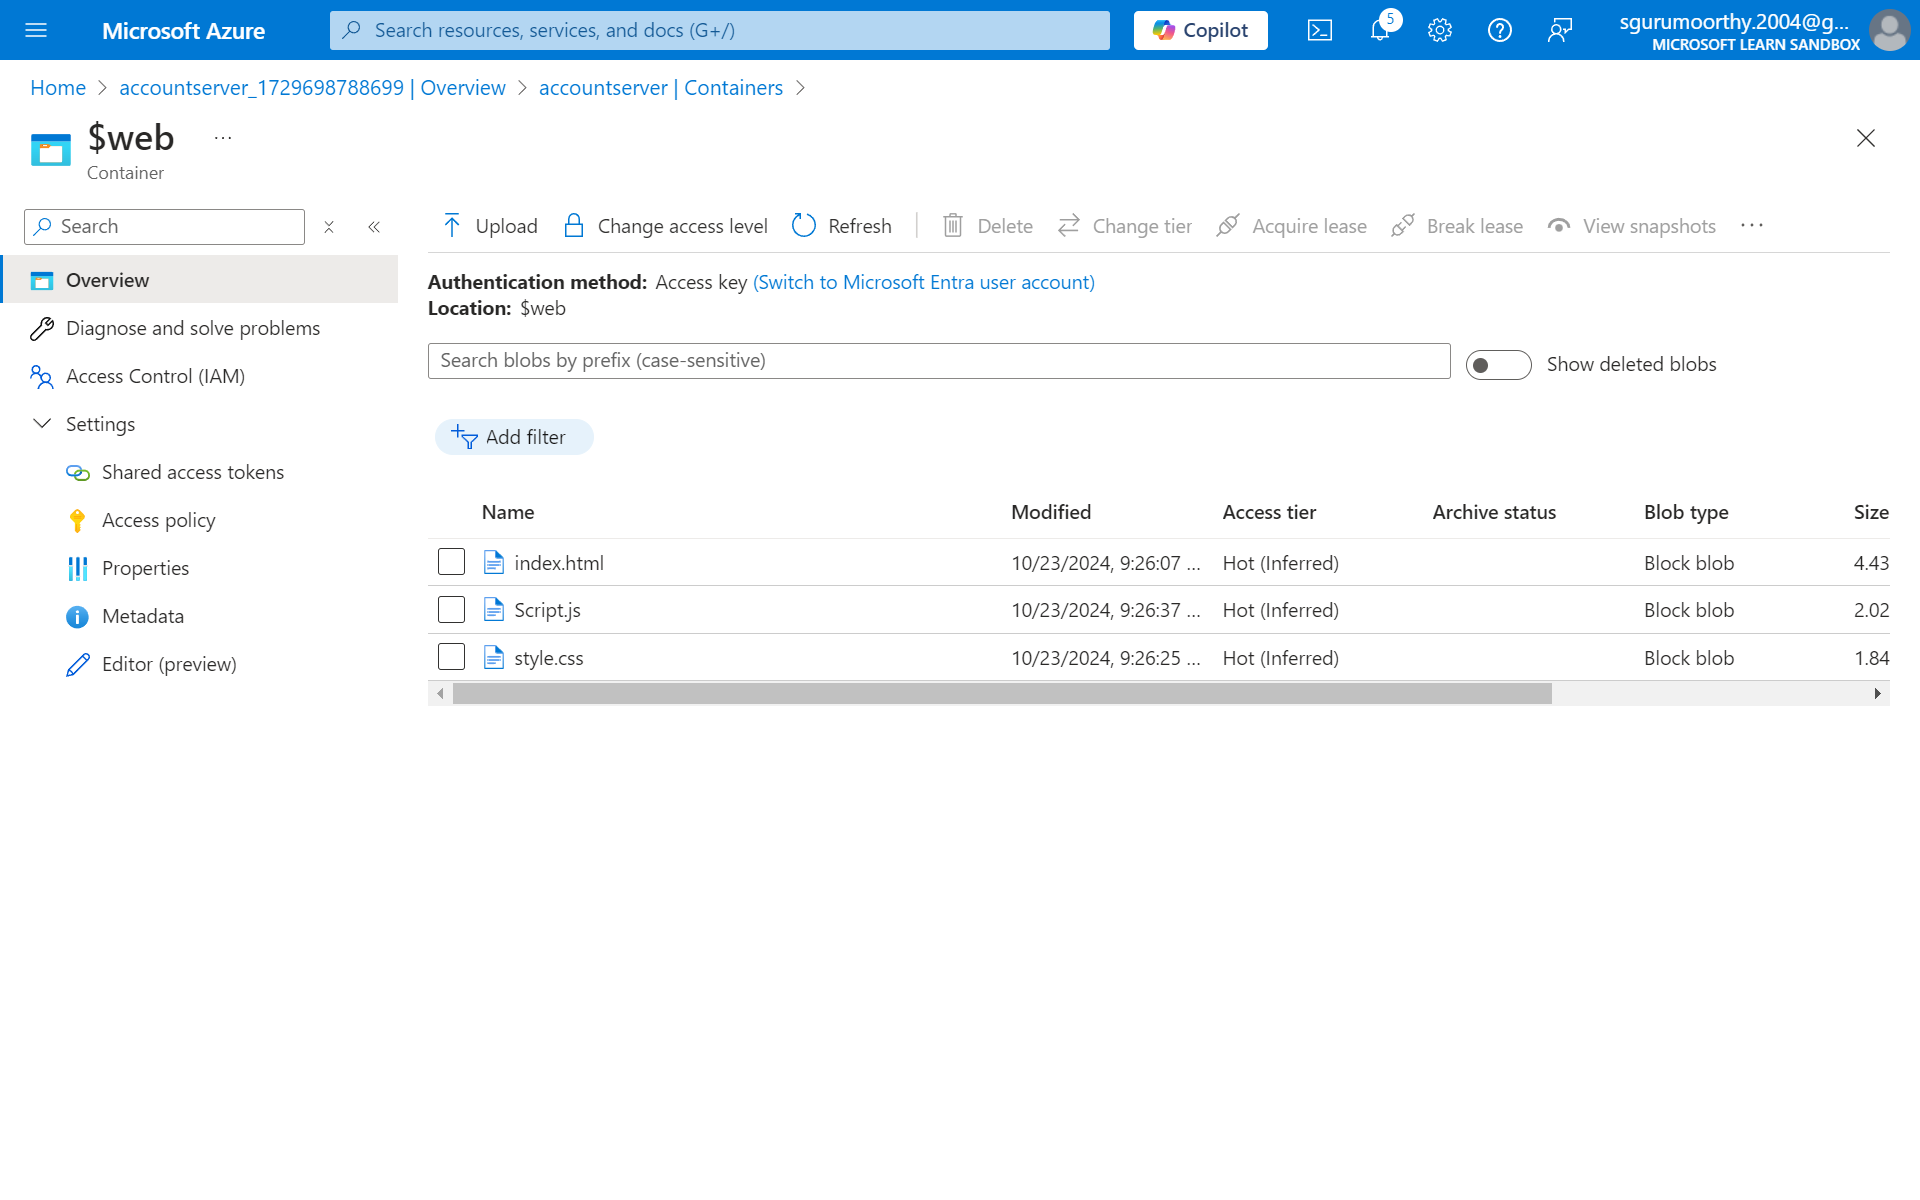 Microsoft Azure
Search resources, services, and docs (G+/)
Copilot
5
sgurumoorthy.2004@g...
MICROSOFT LEARN SANDBOX
Home > accountserver_1729698788699 | Overview > accountserver | Containers >
$web
...
Container
Search
Overview
Diagnose and solve problems
Access Control (IAM)
Settings
Shared access tokens
Access policy
Properties
Metadata
Editor (preview)
Upload Change access level Refresh Delete Change tier Acquire lease Break lease View snapshots ...
Authentication method: Access key (Switch to Microsoft Entra user account)
Location: $web
Search blobs by prefix (case-sensitive)
Show deleted blobs
Add filter
Name Modified Access tier Archive status Blob type Size
index.html 10/23/2024, 9:26:07 ... Hot (Inferred) Block blob 4.43
Script.js 10/23/2024, 9:26:37 ... Hot (Inferred) Block blob 2.02
style.css 10/23/2024, 9:26:25 ... Hot (Inferred) Block blob 1.84